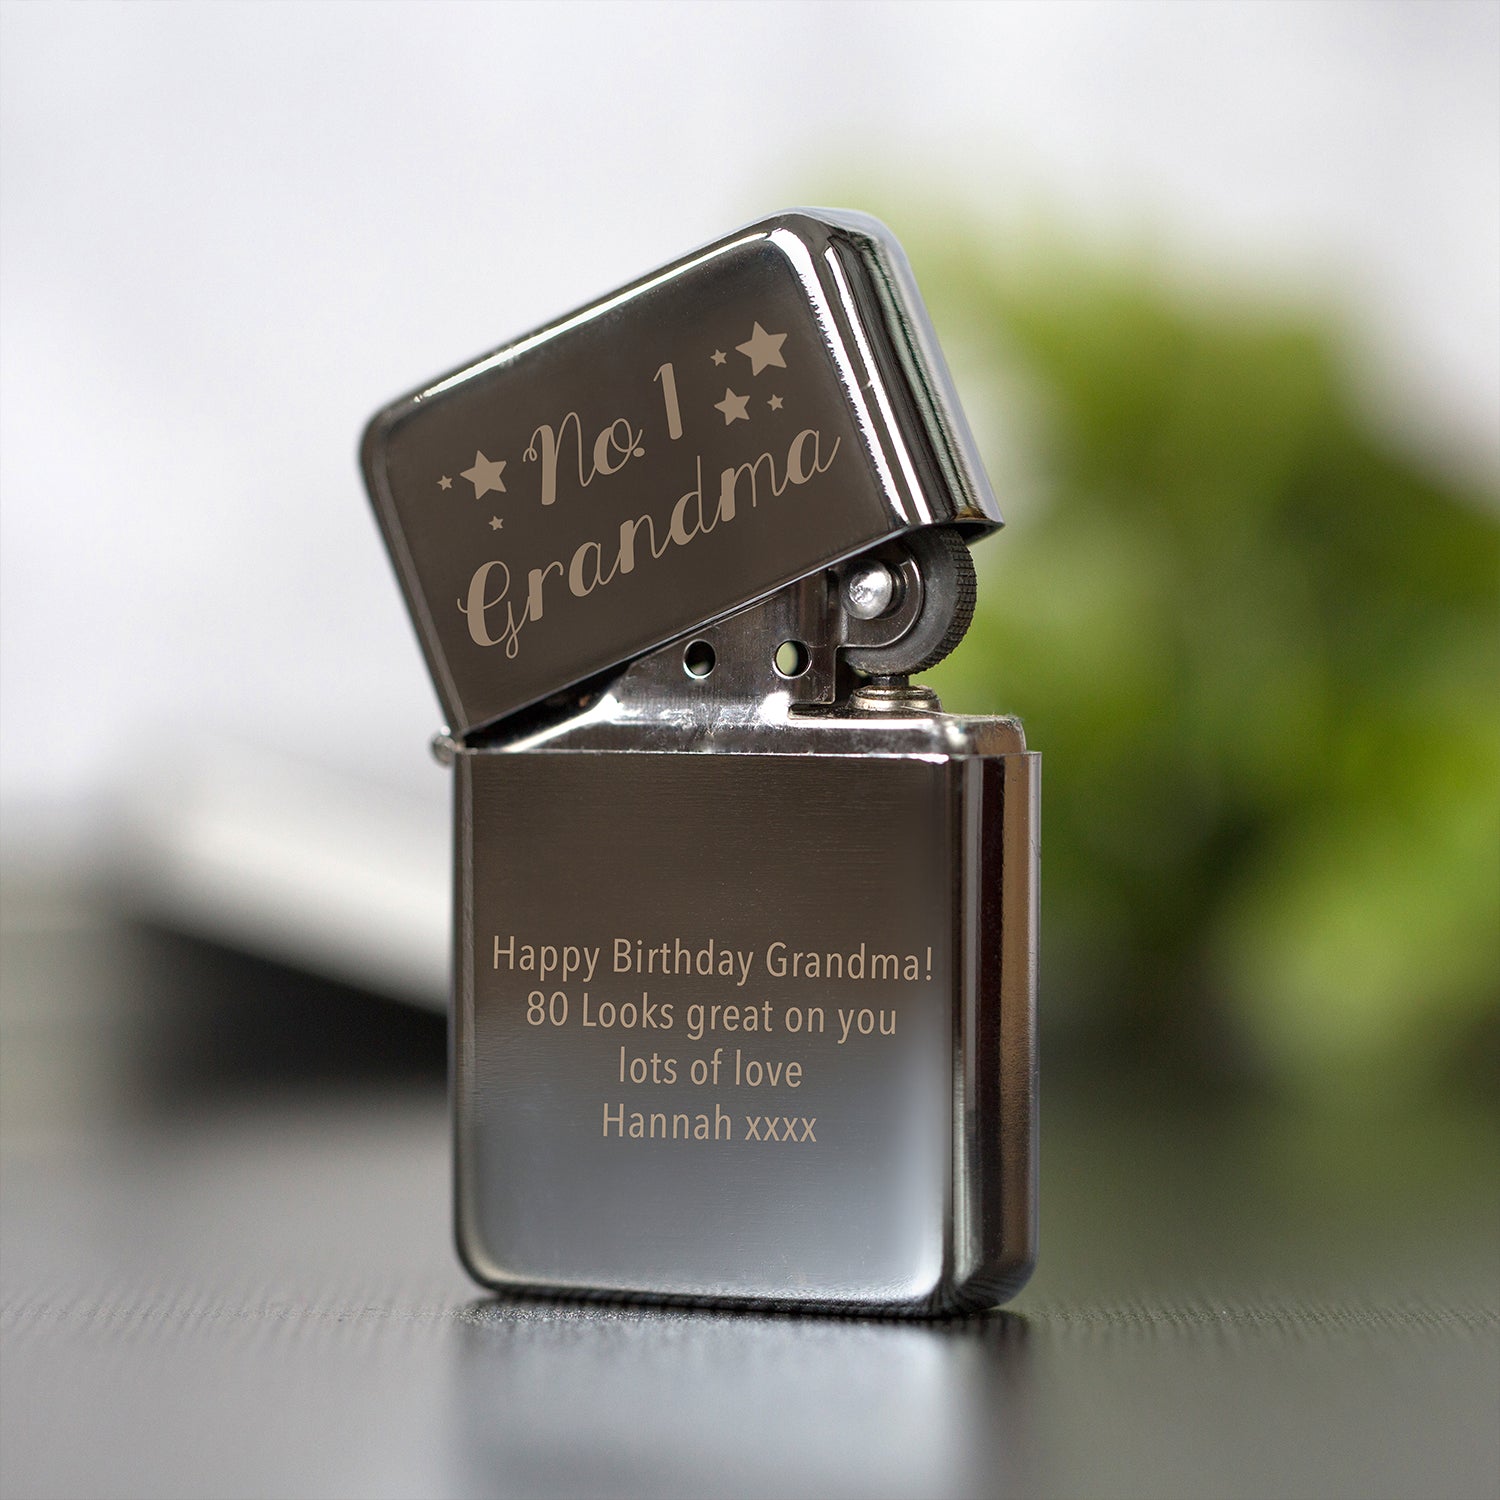 No. 1
Grandma
Happy Birthday Grandma!
80 Looks great on you
lots of love
Hannah xxxx